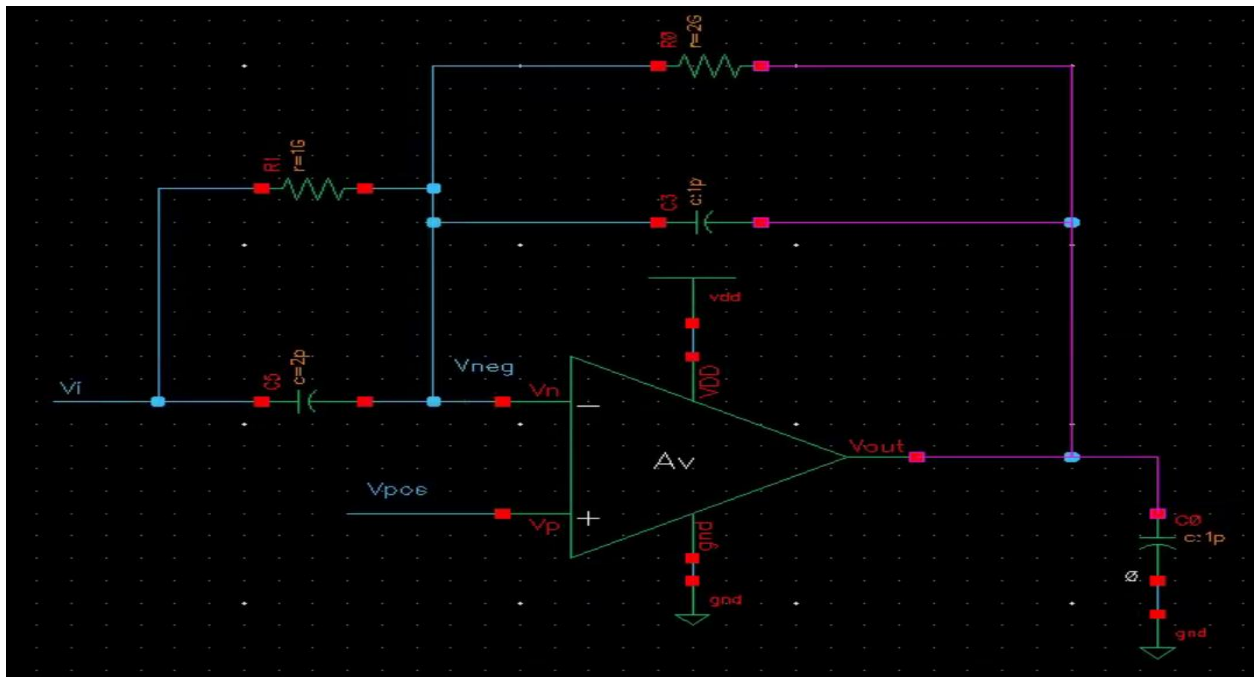 R0
r=2G
R1
r=1G
C3
c:1p
vdd
C5
c=2p
Vneg
Vi
Vn
VDD
−
Av
Vout
Vpos
Vp
+
gnd
gnd
C0
c:1p
0
gnd